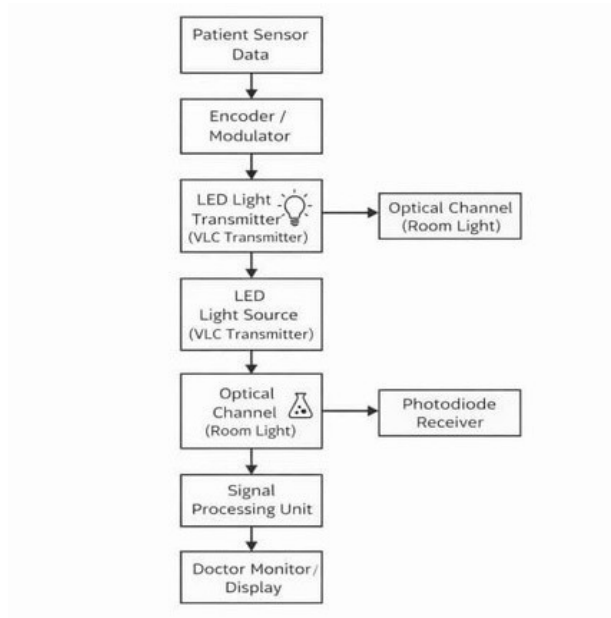 Patient Sensor
Data
Encoder /
Modulator
LED Light
Transmitter
(VLC Transmitter)
Optical Channel
(Room Light)
LED
Light Source
(VLC Transmitter)
Optical
Channel
(Room Light)
Photodiode
Receiver
Signal
Processing Unit
Doctor Monitor/
Display